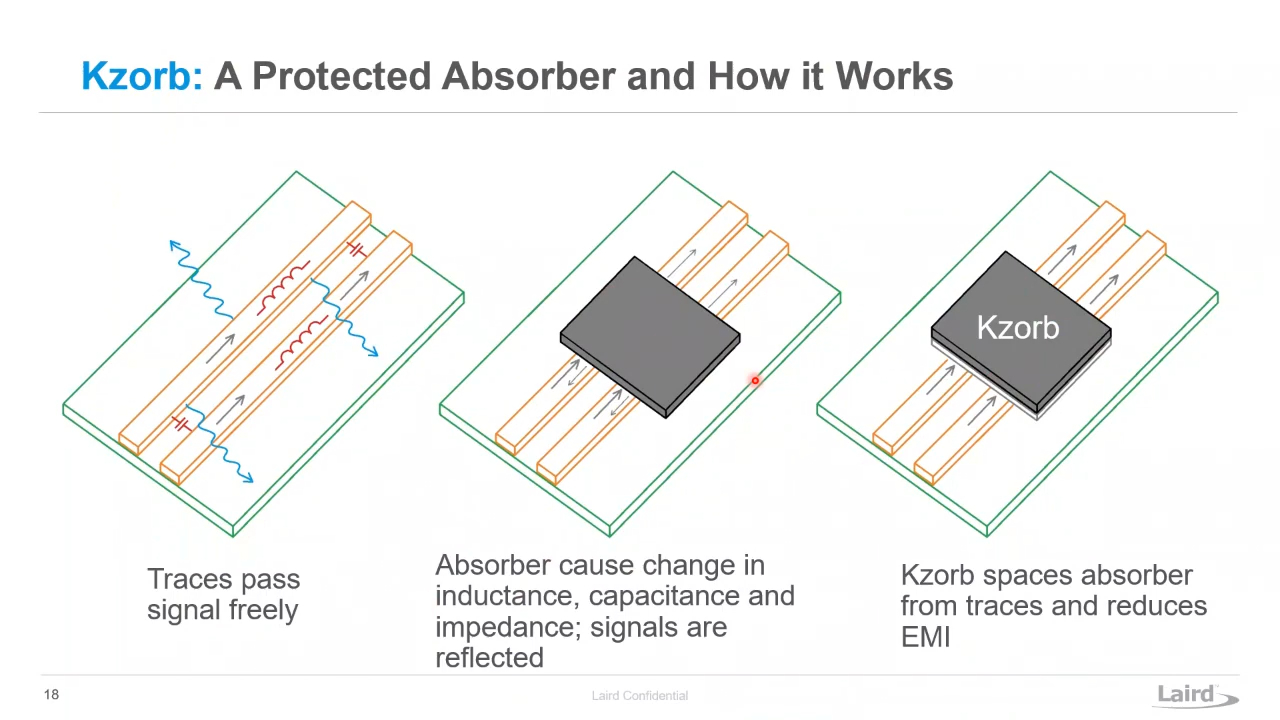 Kzorb: A Protected Absorber and How it Works
Kzorb
Traces pass
signal freely
Absorber cause change in
inductance, capacitance and
impedance; signals are
reflected
Kzorb spaces absorber
from traces and reduces
EMI
18
Laird Confidential
Laird